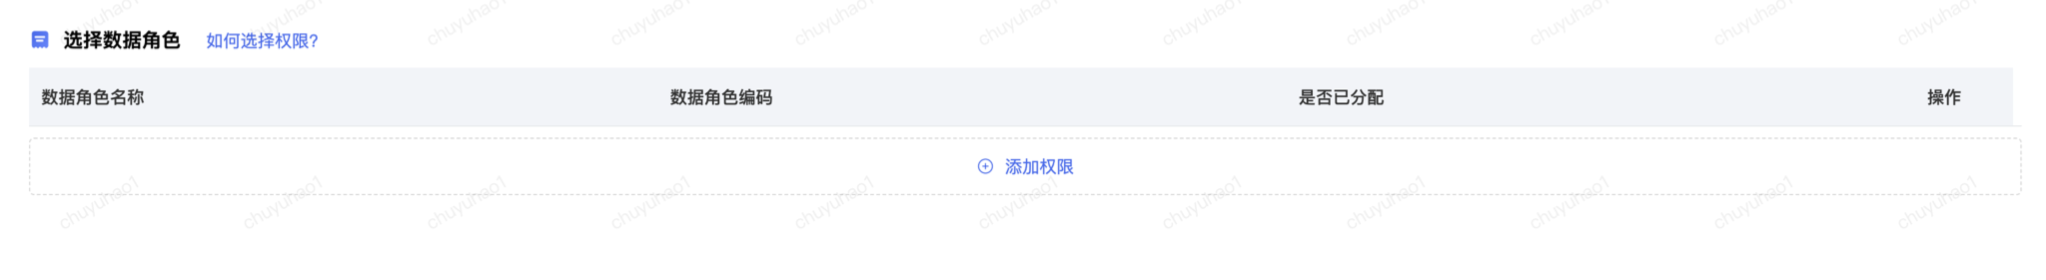 chuyuhao1 chuyuhao1 chuyuhao1 chuyuhao1 chuyuhao1 chuyuhao1 chuyuhao1 chuyuhao1 chuyuhao1 chuyuhao1
选择数据角色 如何选择权限?
数据角色名称 数据角色编码 是否已分配 操作
添加权限
chuyuhao1 chuyuhao1 chuyuhao1 chuyuhao1 chuyuhao1 chuyuhao1 chuyuhao1 chuyuhao1 chuyuhao1 chuyuhao1 chuyuhao1